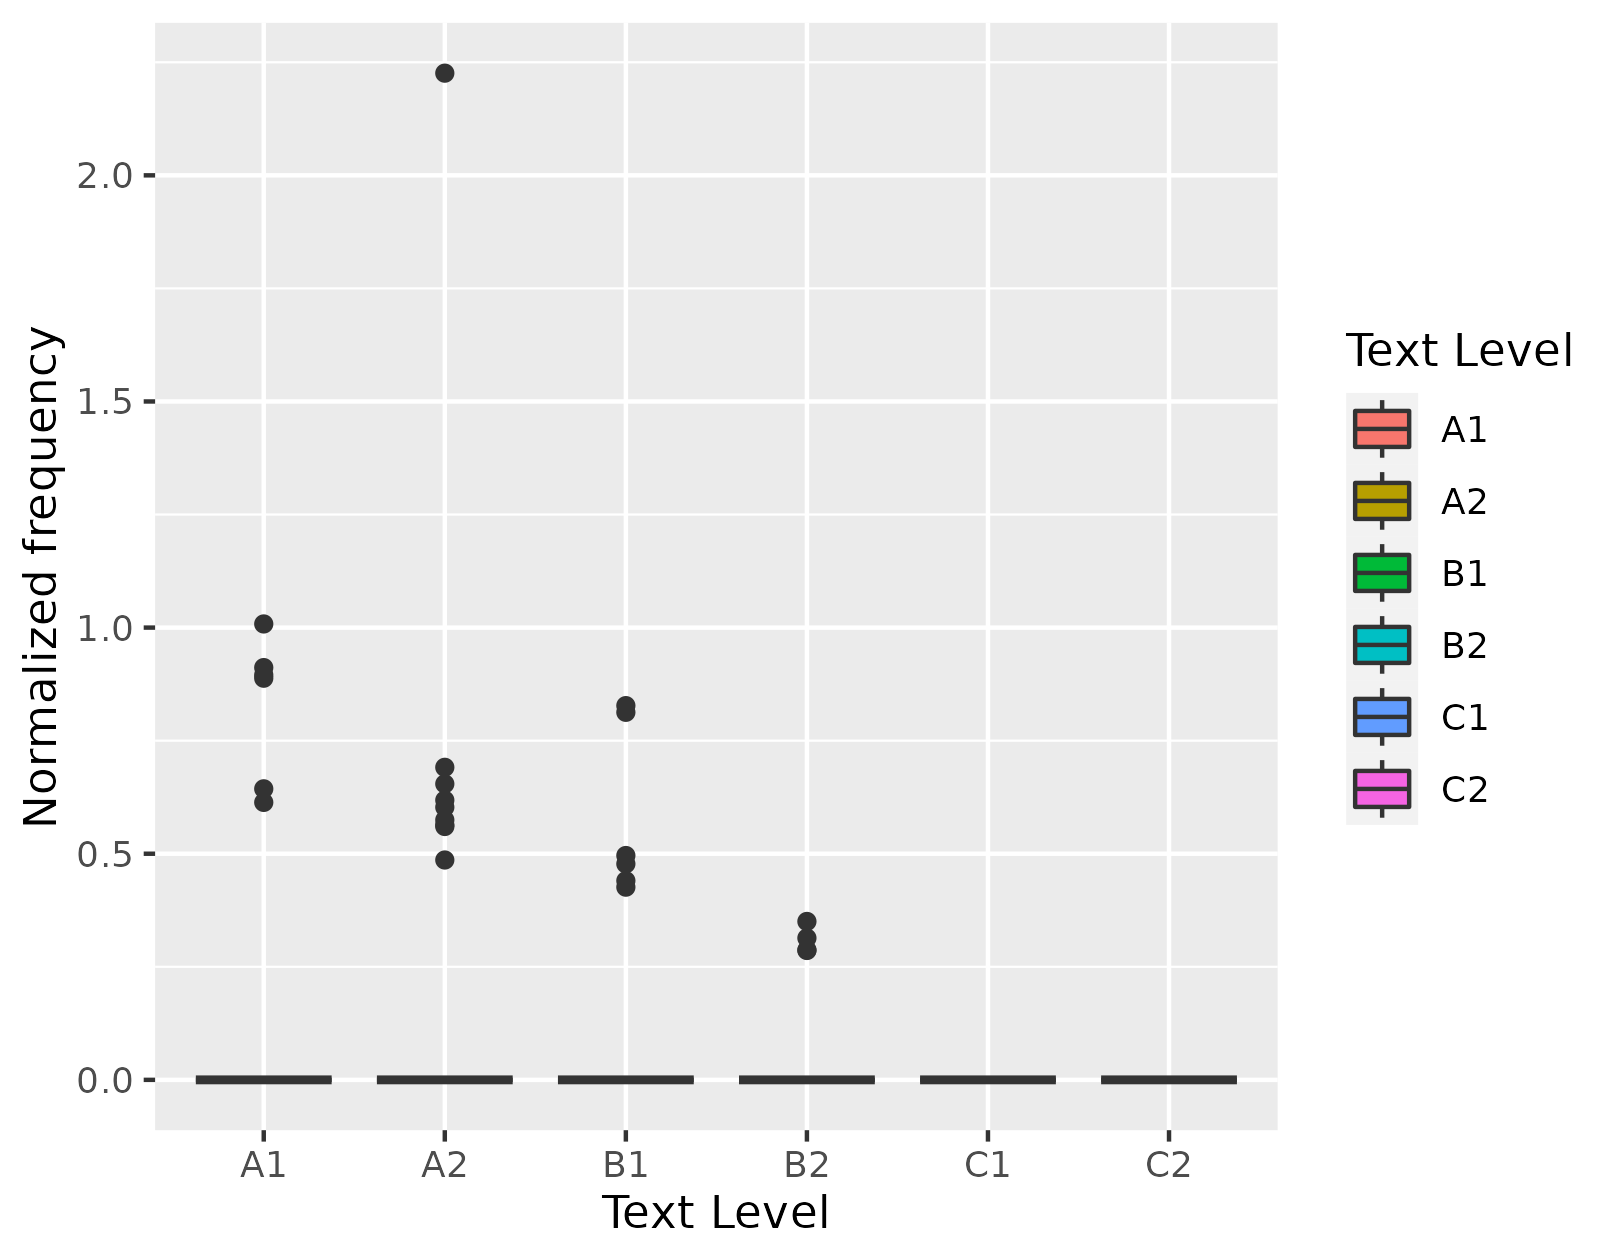 Normalized frequency
2.0
1.5
1.0
0.5
0.0
A1 A2 B1 B2 C1 C2
Text Level
Text Level
A1
A2
B1
B2
C1
C2